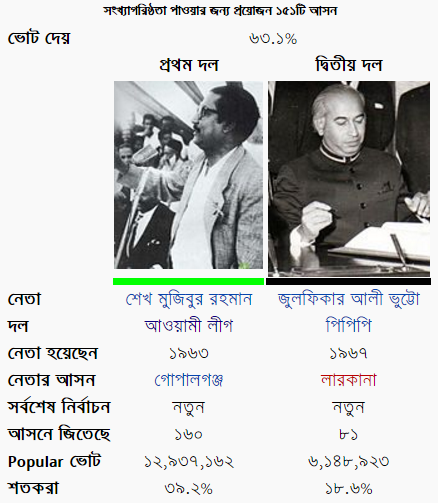 সংখ্যাগরিষ্ঠতা পাওয়ার জন্য প্রয়োজন ১৫১টি আসন
ভোট দেয় ৬৩.১%
প্রথম দল দ্বিতীয় দল
নেতা শেখ মুজিবুর রহমান জুলফিকার আলী ভুট্টো
দল আওয়ামী লীগ পিপিপি
নেতা হয়েছেন ১৯৬৩ ১৯৬৭
নেতার আসন গোপালগঞ্জ লারকানা
সর্বশেষ নির্বাচন নতুন নতুন
আসনে জিতেছে ১৬০ ৮১
Popular ভোট ১২,৯৩৭,১৬২ ৬,১৪৮,৯২৩
শতকরা ৩৯.২% ১৮.৬%